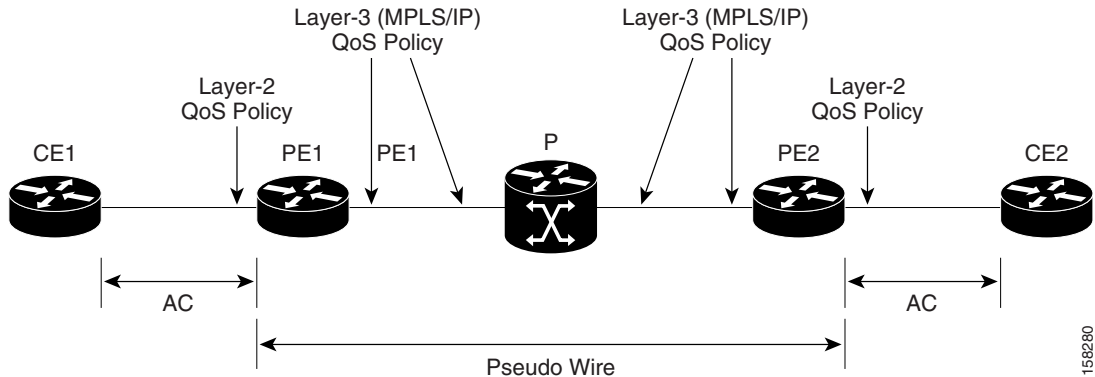 Layer-3 (MPLS/IP)
QoS Policy
Layer-3 (MPLS/IP)
QoS Policy
Layer-2
QoS Policy
Layer-2
QoS Policy
CE1
PE1
PE1
P
PE2
CE2
AC
AC
Pseudo Wire
158280